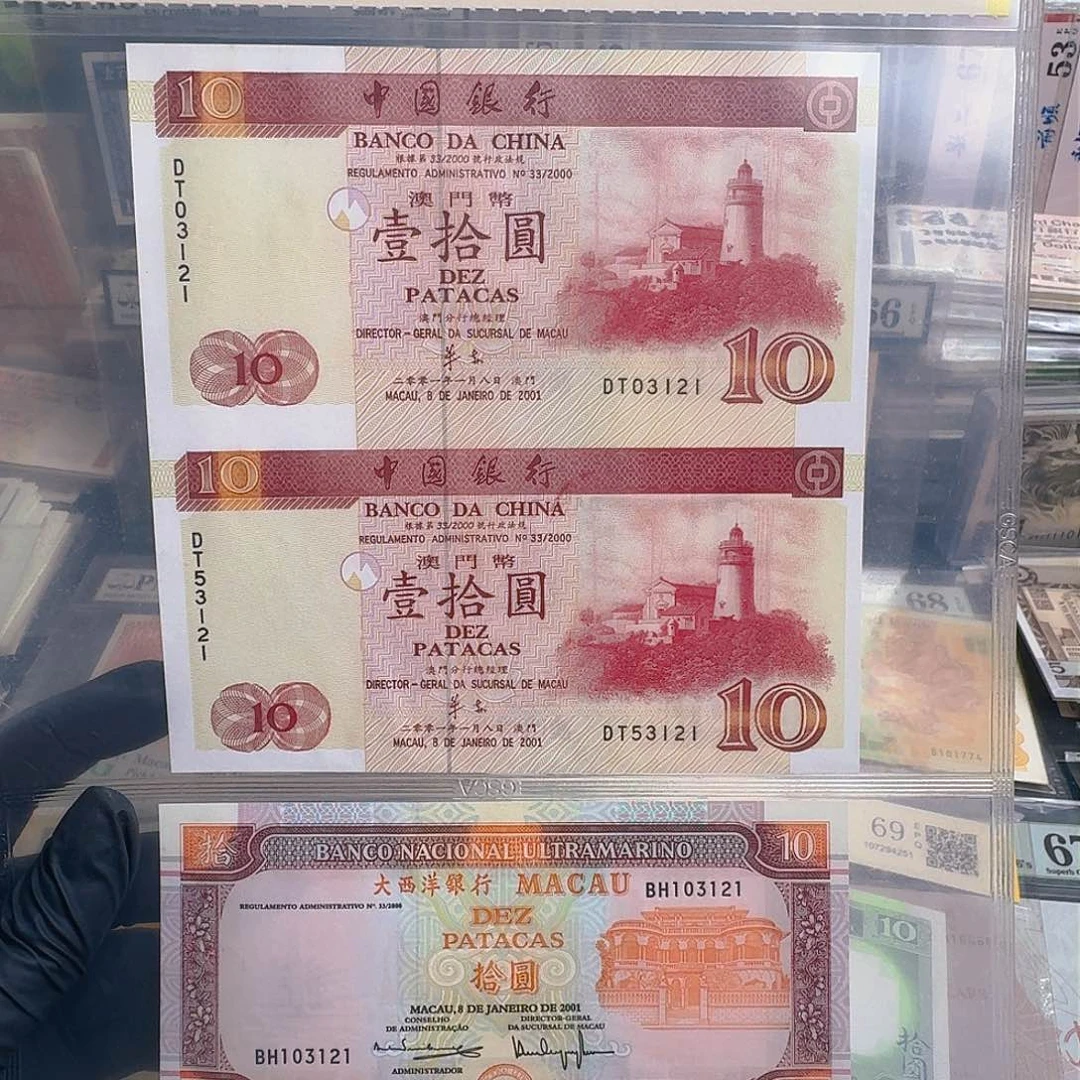 10 中國銀行
BANCO DA CHINA
根據第33/2000號行政法規
REGULAMENTO ADMINISTRATIVO Nº 33/2000
DT03121
澳門幣
壹拾圓
DEZ
PATACAS
澳門分行總經理
DIRECTOR-GERAL DA SUCURSAL DE MACAU
10
二零零一年一月八日 澳門
MACAU, 8 DE JANEIRO DE 2001
DT03121 10
10 中國銀行
BANCO DA CHINA
根據第33/2000號行政法規
REGULAMENTO ADMINISTRATIVO Nº 33/2000
DT53121
澳門幣
壹拾圓
DEZ
PATACAS
澳門分行總經理
DIRECTOR-GERAL DA SUCURSAL DE MACAU
10
二零零一年一月八日 澳門
MACAU, 8 DE JANEIRO DE 2001
DT53121 10
拾 BANCO NACIONAL ULTRAMARINO 10
大西洋銀行 MACAU BH103121
REGULAMENTO ADMINISTRATIVO Nº. 33/2000
DEZ
PATACAS
拾圓
MACAU, 8 DE JANEIRO DE 2001
CONSELHO
DE ADMINISTRAÇÃO
DIRECTOR-GERAL
DA SUCURSAL DE MACAU
BH103121
ADMINISTRADOR
53
66
68
69 EPQ
107294251
67
10
拾圓